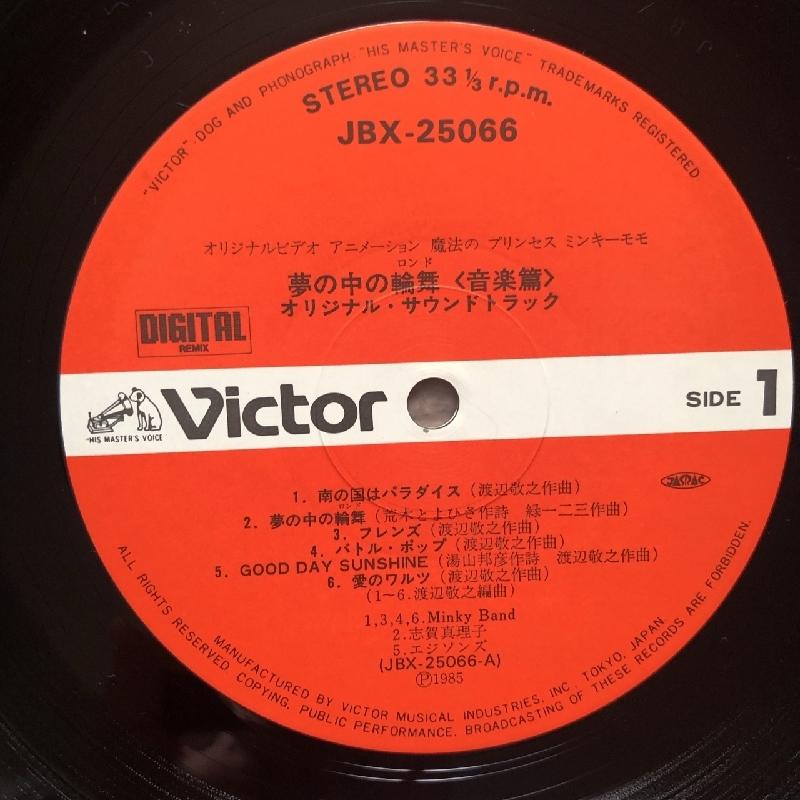 "VICTOR"·DOG AND PHONOGRAPH·"HIS MASTER'S VOICE" TRADEMARKS REGISTERED
STEREO 33 1/3 r.p.m.
JBX-25066
オリジナルビデオ アニメーション 魔法の プリンセス ミンキーモモ
ロンド
夢の中の輪舞〈音楽篇〉
オリジナル・サウンドトラック
DIGITAL
REMIX
"HIS MASTER'S VOICE"
Victor
SIDE 1
JASRAC
1. 南の国はパラダイス(渡辺敬之作曲)
ロンド
2. 夢の中の輪舞(荒木とよひさ作詩 緑一二三作曲)
3. フレンズ(渡辺敬之作曲)
4. バトル・ポップ(渡辺敬之作曲)
5. GOOD DAY SUNSHINE(湯山邦彦作詩 渡辺敬之作曲)
6. 愛のワルツ(渡辺敬之作曲)
(1~6.渡辺敬之編曲)
1,3,4,6.Minky Band
2.志賀真理子
5.エジソンズ
(JBX-25066-A)
Ⓟ1985
MANUFACTURED BY VICTOR MUSICAL INDUSTRIES, INC. TOKYO, JAPAN
ALL RIGHTS RESERVED. COPYING, PUBLIC PERFORMANCE, BROADCASTING OF THESE RECORDS ARE FORBIDDEN.